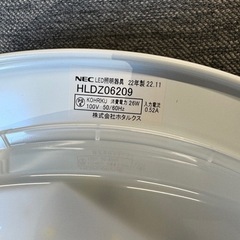 NEC LED照明器具 22年製 22.11
HLDZ06209
KOHRIKU 消費電力 26W 入力電流
100V 50/60Hz 0.52A
株式会社ホタルクス